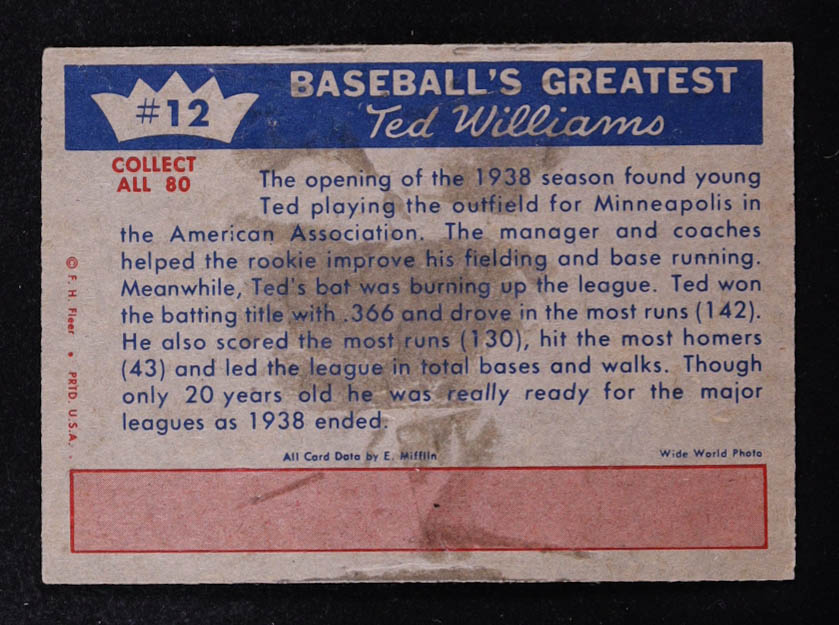 #12
BASEBALL'S GREATEST
Ted Williams
COLLECT
ALL 80
The opening of the 1938 season found young
Ted playing the outfield for Minneapolis in
the American Association. The manager and coaches
helped the rookie improve his fielding and base running.
Meanwhile, Ted's bat was burning up the league. Ted won
the batting title with .366 and drove in the most runs (142).
He also scored the most runs (130), hit the most homers
(43) and led the league in total bases and walks. Though
only 20 years old he was really ready for the major
leagues as 1938 ended.
© F. H. Fleer • PRTD. U.S.A.
All Card Data by E. Mifflin
Wide World Photo